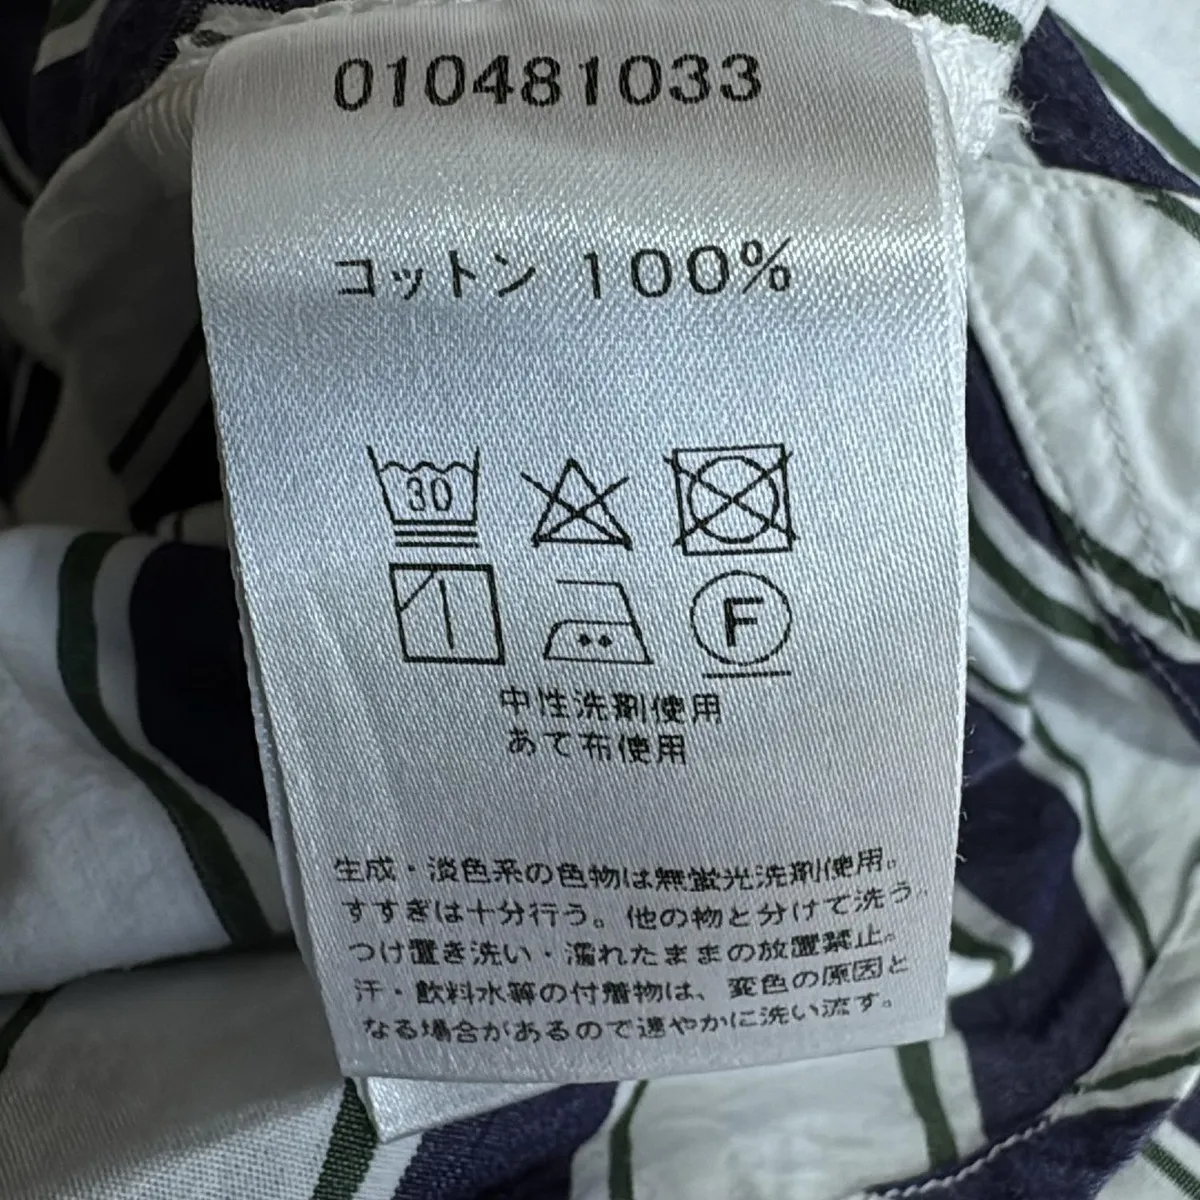 010481033
コットン 100%
30
F
中性洗剤使用
あて布使用
生成・淡色系の色物は無蛍光洗剤使用。
すすぎは十分行う。他の物と分けて洗う。
つけ置き洗い・濡れたままの放置禁止。
汗・飲料水等の付着物は、変色の原因と
なる場合があるので速やかに洗い流す。